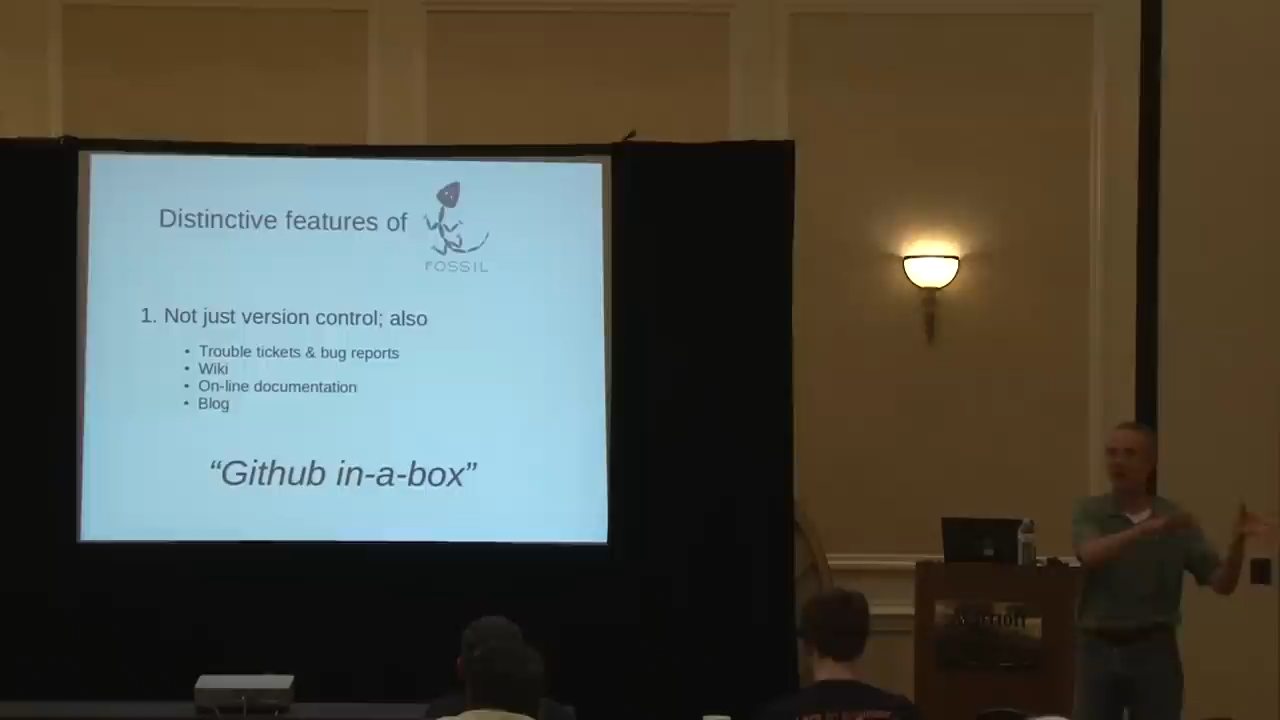 Distinctive features of
FOSSIL
1. Not just version control; also
• Trouble tickets & bug reports
• Wiki
• On-line documentation
• Blog
“Github in-a-box”
Marriott